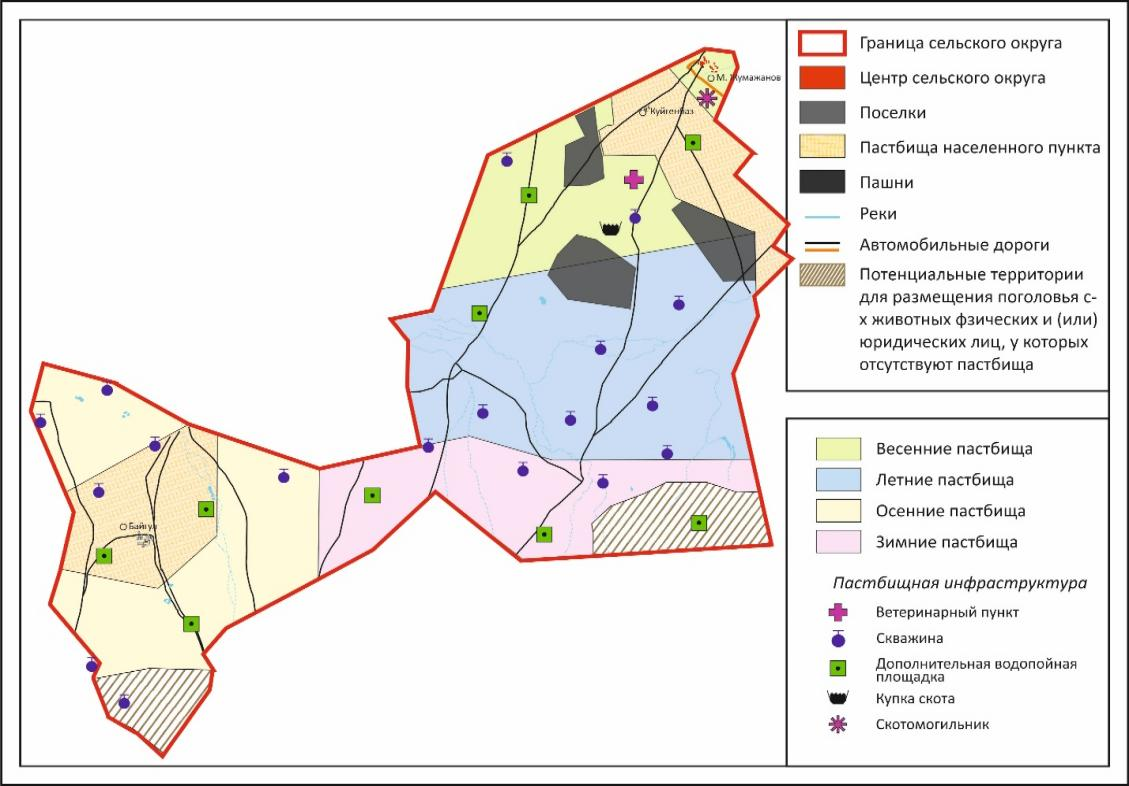 Граница сельского округа
Центр сельского округа
Поселки
Пастбища населенного пункта
Пашни
Реки
Автомобильные дороги
Потенциальные территории
для размещения поголовья с-
х животных фзических и (или)
юридических лиц, у которых
отсутствуют пастбища
Весенние пастбища
Летние пастбища
Осенние пастбища
Зимние пастбища
Пастбищная инфраструктура
Ветеринарный пункт
Скважина
Дополнительная водопойная
площадка
Купка скота
Скотомогильник
М. Жумажанов
Куйгенбаз
Байгул